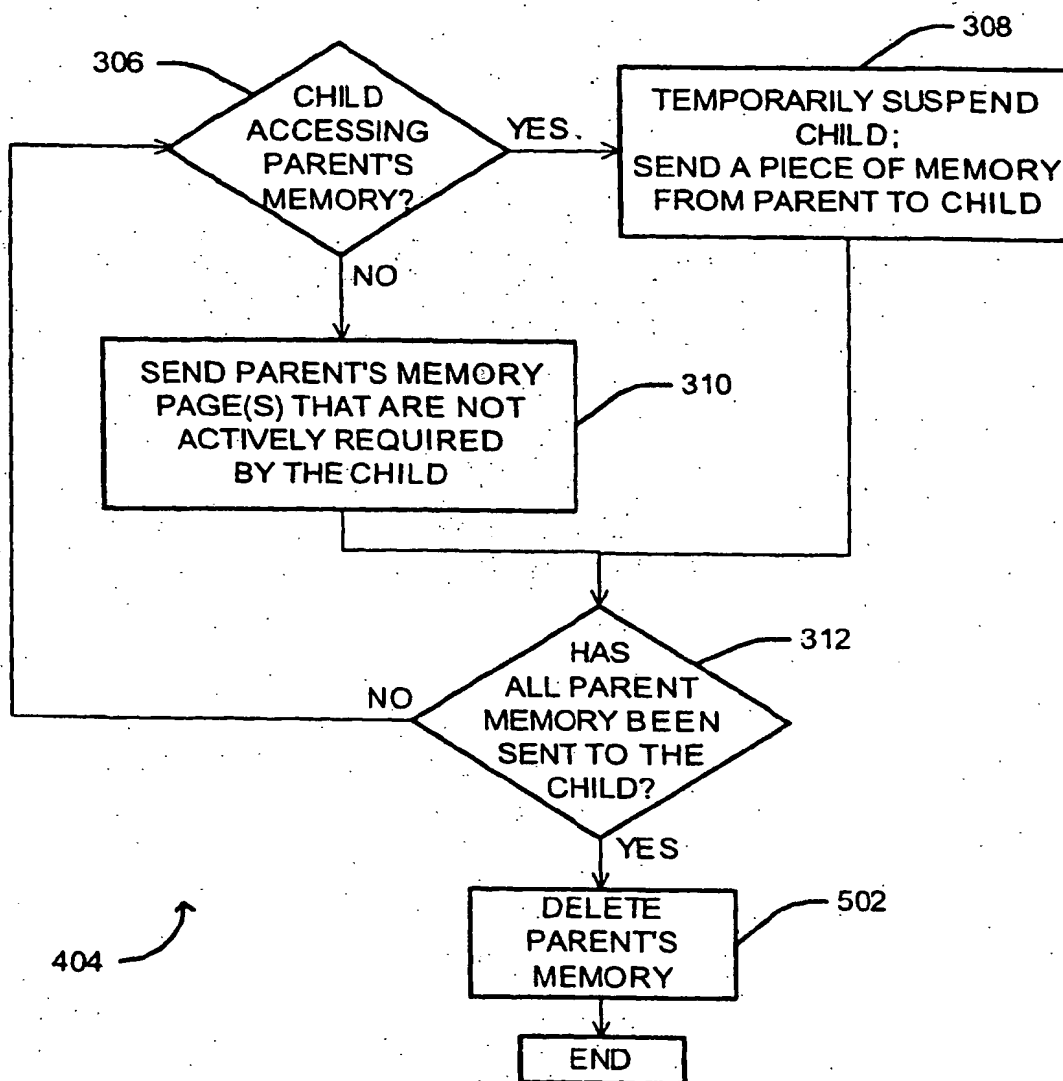 308
306
CHILD
ACCESSING
PARENT'S
MEMORY?
YES.
TEMPORARILY SUSPEND
CHILD;
SEND A PIECE OF MEMORY
FROM PARENT TO CHILD
NO
SEND PARENT'S MEMORY
PAGE(S) THAT ARE NOT
ACTIVELY REQUIRED
BY THE CHILD
310
312
HAS
ALL PARENT
MEMORY BEEN
SENT TO THE
CHILD?
NO
YES
DELETE
PARENT'S
MEMORY
502
404
END